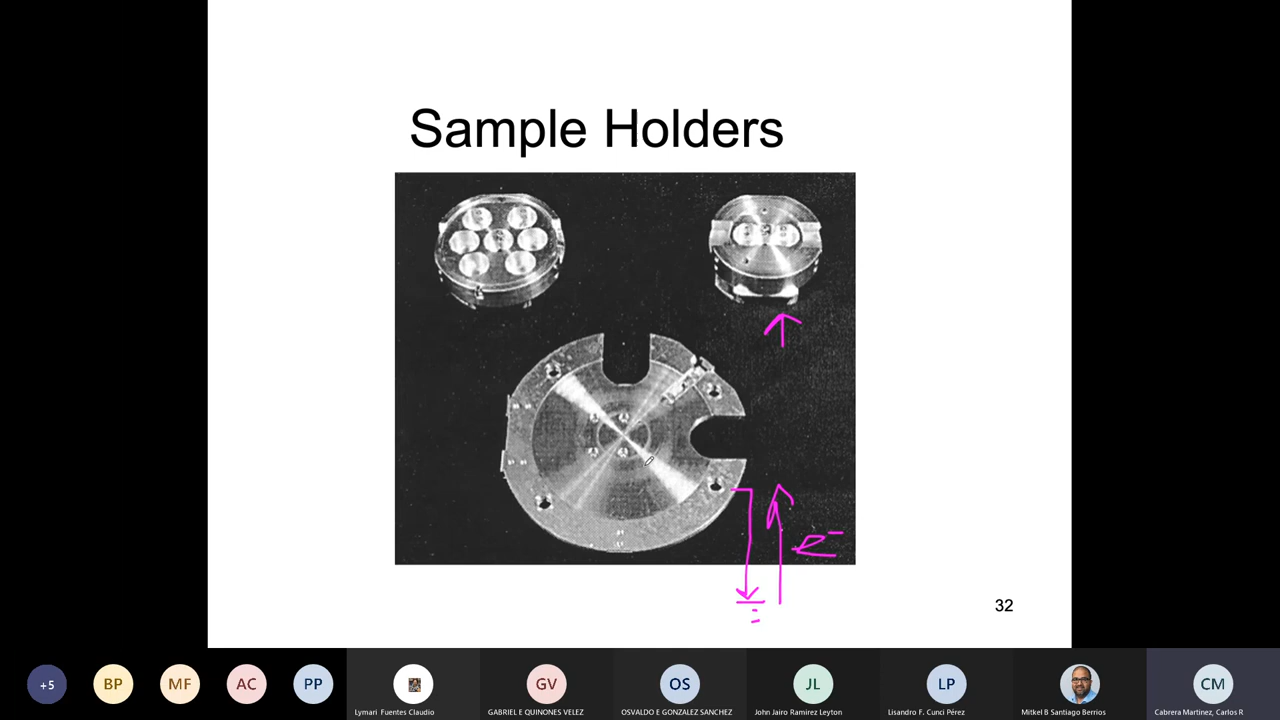 Sample Holders
e-
32
+5
BP
MF
AC
PP
GV
OS
JL
LP
CM
Lymari Fuentes Claudio
GABRIEL E QUINONES VELEZ
OSVALDO E GONZALEZ SANCHEZ
John Jairo Ramirez Leyton
Lisandro F. Cunci Pérez
Mitkel B Santiago Berrios
Cabrera Martinez, Carlos R